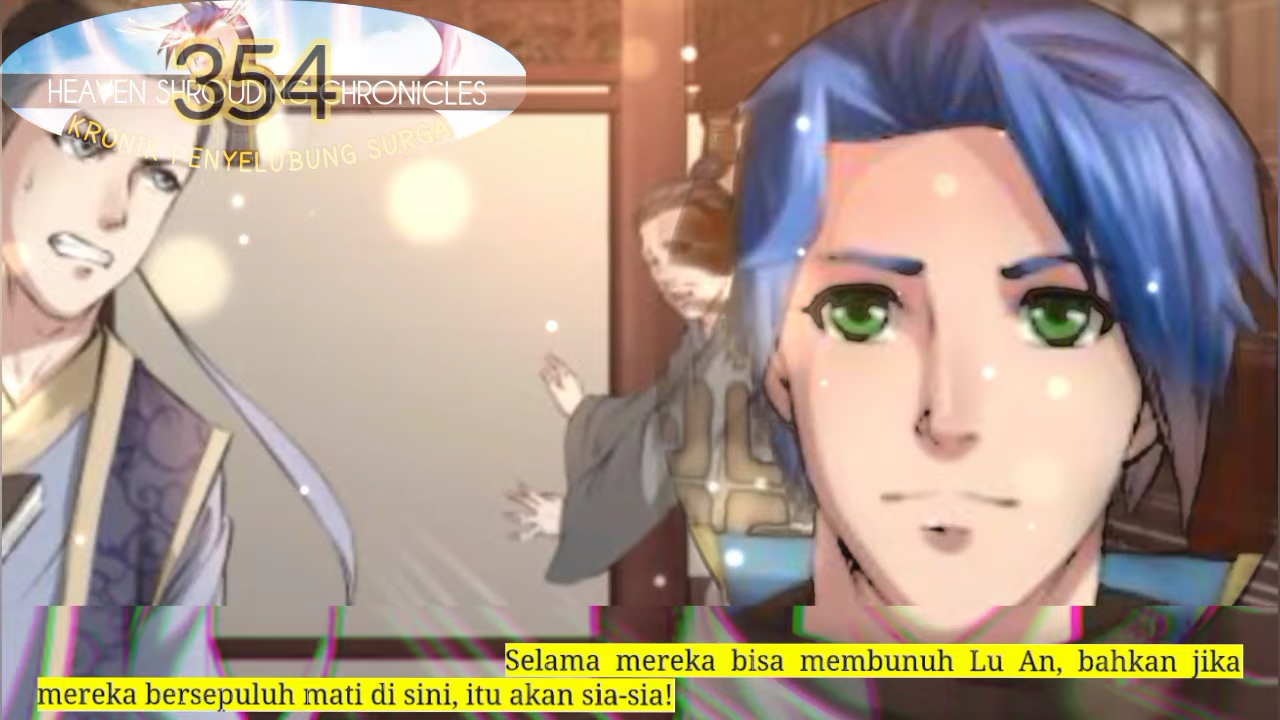 354
HEAVEN SHROUDING CHRONICLES
KRONIK PENYELUBUNG SURGA
Selama mereka bisa membunuh Lu An, bahkan jika
mereka bersepuluh mati di sini, itu akan sia-sia!